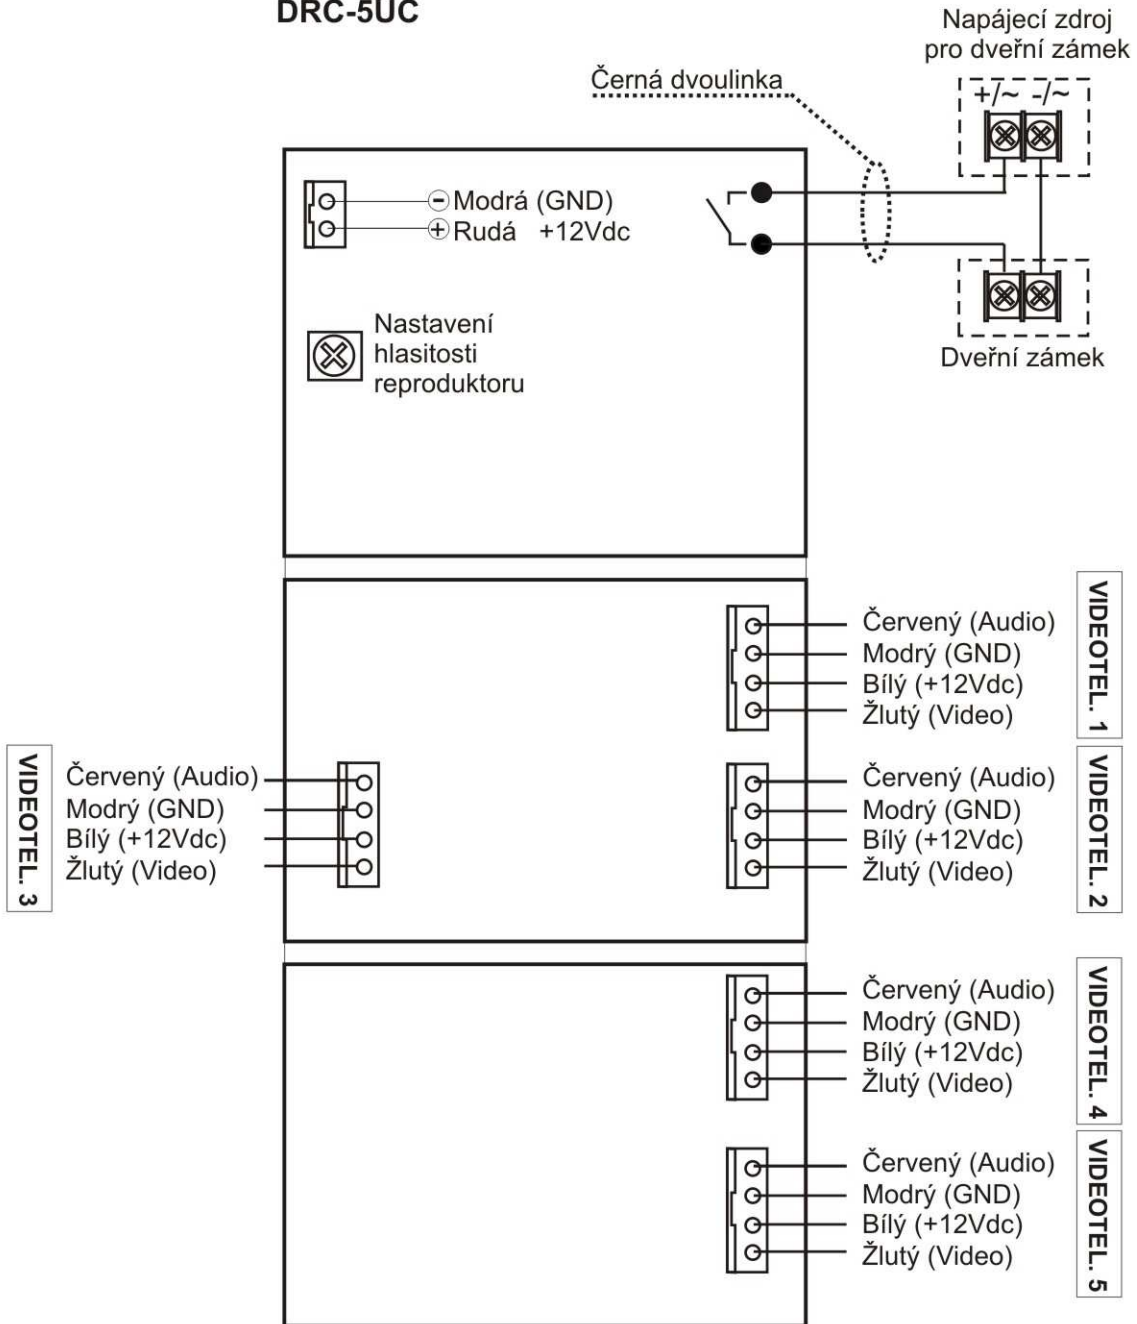 DRC-5UC
Napájecí zdroj
pro dveřní zámek
Černá dvoulinka
+/~ -/~
Modrá (GND)
Rudá +12Vdc
Nastavení
hlasitosti
reproduktoru
Dveřní zámek
Červený (Audio)
Modrý (GND)
Bílý (+12Vdc)
Žlutý (Video)
VIDEOTEL. 1
VIDEOTEL. 3
Červený (Audio)
Modrý (GND)
Bílý (+12Vdc)
Žlutý (Video)
Červený (Audio)
Modrý (GND)
Bílý (+12Vdc)
Žlutý (Video)
VIDEOTEL. 2
Červený (Audio)
Modrý (GND)
Bílý (+12Vdc)
Žlutý (Video)
VIDEOTEL. 4
Červený (Audio)
Modrý (GND)
Bílý (+12Vdc)
Žlutý (Video)
VIDEOTEL. 5